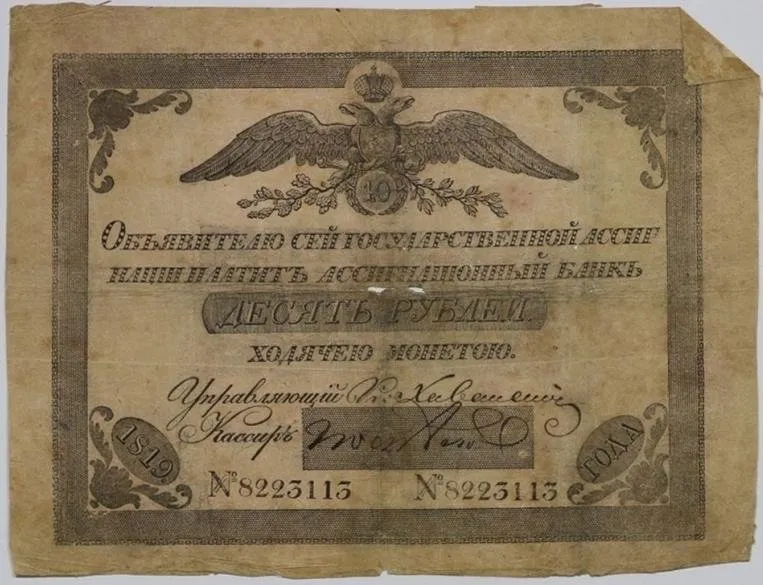 10
ОБЪЯВИТЕЛЮ СЕЙ ГОСУДАРСТВЕННОЙ АССИГ
НАЦІИ ПЛАТИТЪ АССИГНАЦІОННЫЙ БАНКЪ
ДЕСЯТЬ РУБЛЕЙ.
ХОДЯЧЕЮ МОНЕТОЮ.
Управляющій
Кассиръ
1819 ГОДА
№8223113 №8223113